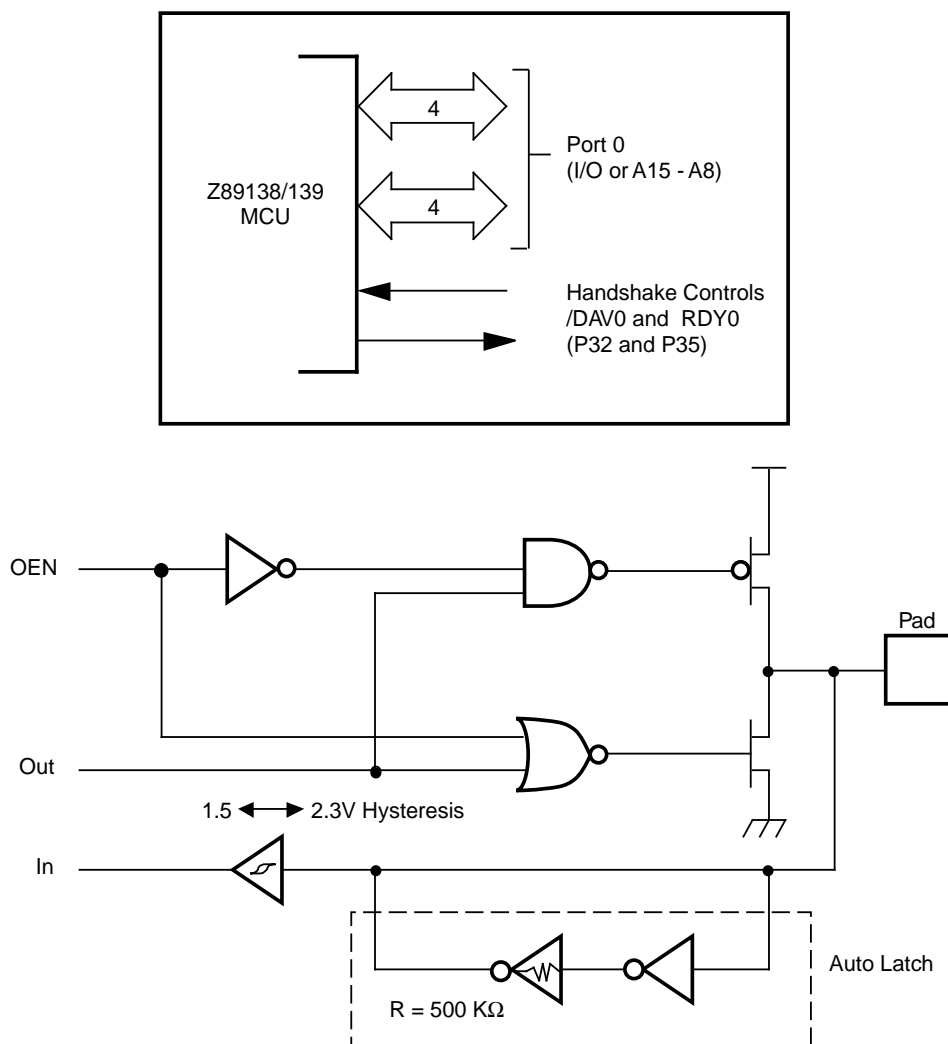 4
Port 0
(I/O or A15 - A8)
Z89138/139
MCU
4
Handshake Controls
/DAV0 and RDY0
(P32 and P35)
OEN
Pad
Out
1.5
2.3V Hysteresis
In
Auto Latch
R = 500 KΩ